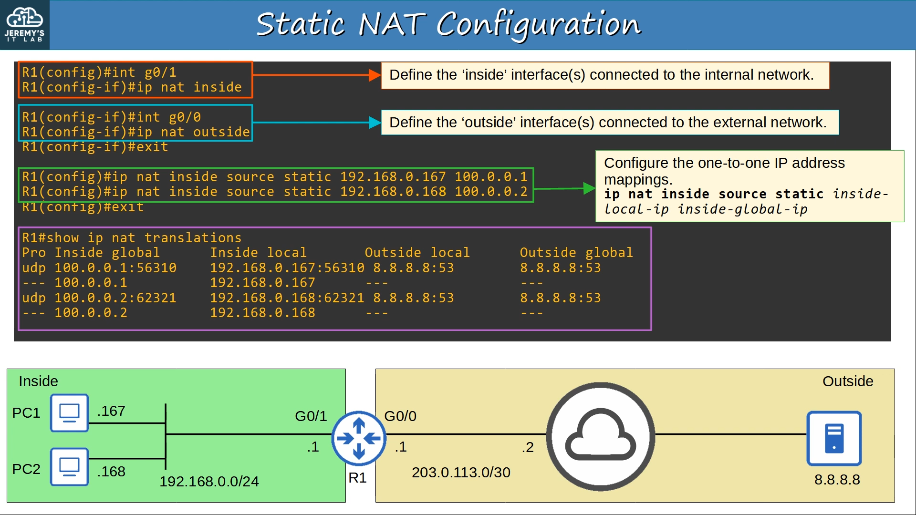 JEREMY'S
IT LAB
Static NAT Configuration
R1(config)#int g0/1
R1(config-if)#ip nat inside
Define the ‘inside’ interface(s) connected to the internal network.
R1(config-if)#int g0/0
R1(config-if)#ip nat outside
R1(config-if)#exit
Define the ‘outside’ interface(s) connected to the external network.
R1(config)#ip nat inside source static 192.168.0.167 100.0.0.1
R1(config)#ip nat inside source static 192.168.0.168 100.0.0.2
R1(config)#exit
Configure the one-to-one IP address
mappings.
ip nat inside source static inside-
local-ip inside-global-ip
R1#show ip nat translations
Pro Inside global Inside local Outside local Outside global
udp 100.0.0.1:56310 192.168.0.167:56310 8.8.8.8:53 8.8.8.8:53
--- 100.0.0.1 192.168.0.167 --- ---
udp 100.0.0.2:62321 192.168.0.168:62321 8.8.8.8:53 8.8.8.8:53
--- 100.0.0.2 192.168.0.168 --- ---
Inside
Outside
PC1
.167
G0/1
G0/0
.1
.1
.2
PC2
.168
192.168.0.0/24
R1
203.0.113.0/30
8.8.8.8